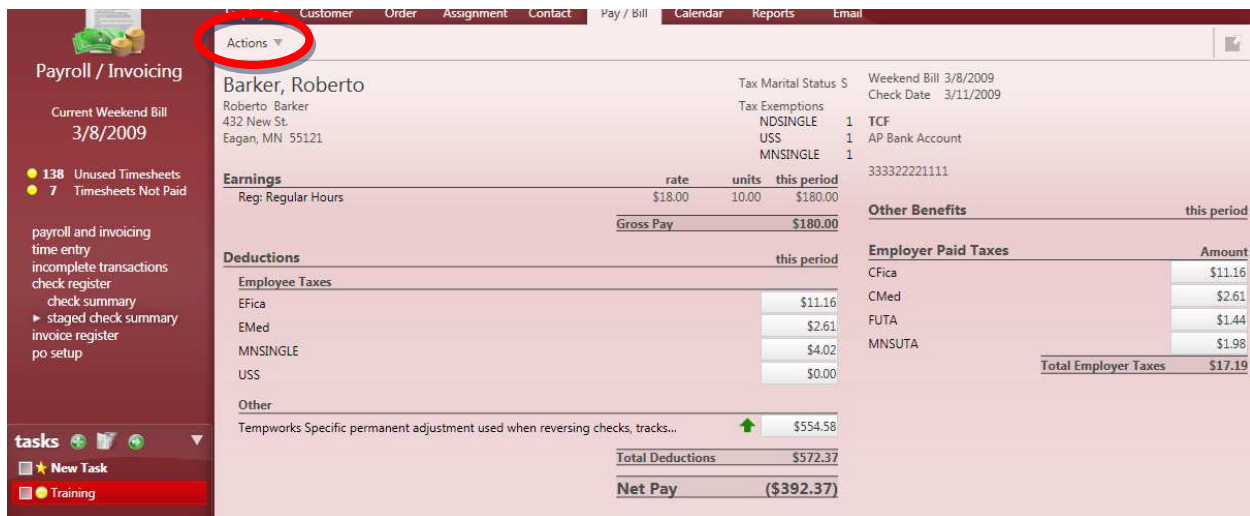 Customer Order Assignment Contact Pay / Bill Calendar Reports Email
Actions
Payroll / Invoicing
Current Weekend Bill
3/8/2009
138 Unused Timesheets
7 Timesheets Not Paid
payroll and invoicing
time entry
incomplete transactions
check register
check summary
staged check summary
invoice register
po setup
tasks
New Task
Training
Barker, Roberto
Roberto Barker
432 New St.
Eagan, MN 55121
Tax Marital Status S
Tax Exemptions
NDSINGLE 1
USS 1
MNSINGLE 1
Weekend Bill 3/8/2009
Check Date 3/11/2009
TCF
AP Bank Account
333322221111
Earnings rate units this period
Reg: Regular Hours $18.00 10.00 $180.00
Gross Pay $180.00
Deductions this period
Employee Taxes
EFica $11.16
EMed $2.61
MNSINGLE $4.02
USS $0.00
Other
Tempworks Specific permanent adjustment used when reversing checks, tracks... $554.58
Total Deductions $572.37
Net Pay ($392.37)
Other Benefits this period
Employer Paid Taxes Amount
CFica $11.16
CMed $2.61
FUTA $1.44
MNSUTA $1.98
Total Employer Taxes $17.19